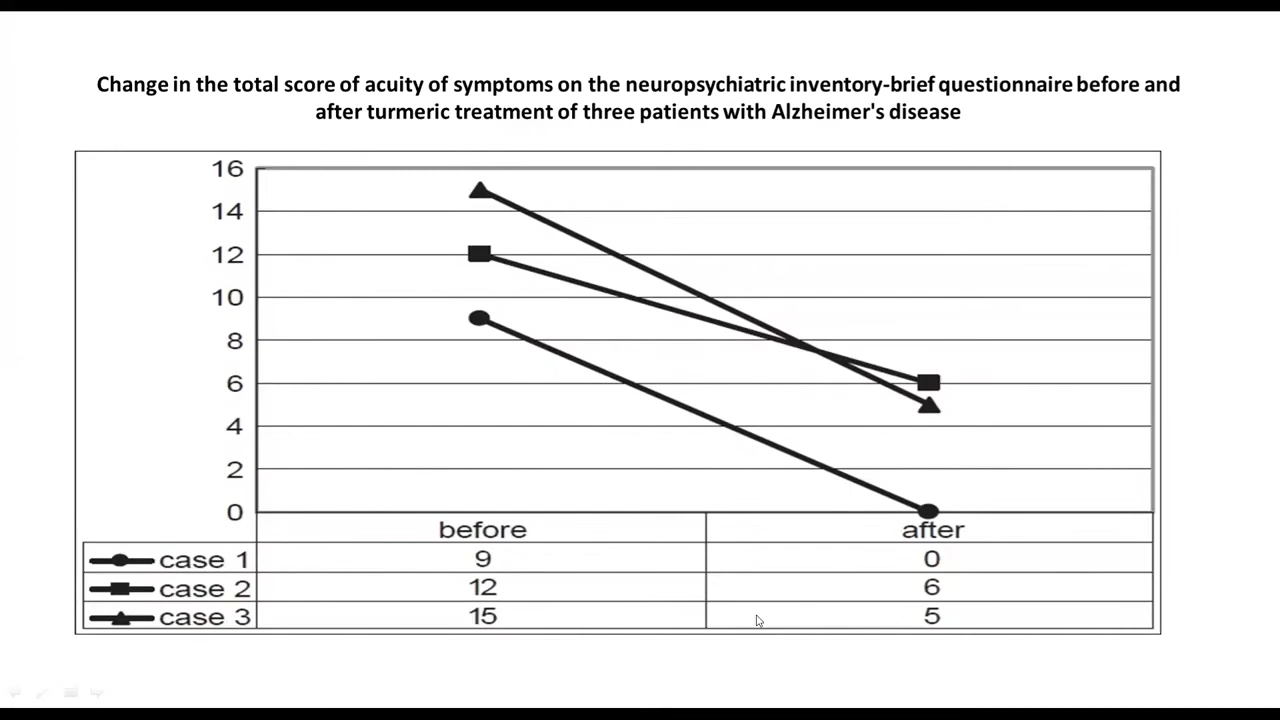 Change in the total score of acuity of symptoms on the neuropsychiatric inventory-brief questionnaire before and
after turmeric treatment of three patients with Alzheimer's disease
16
14
12
10
8
6
4
2
0
before after
case 1 9 0
case 2 12 6
case 3 15 5